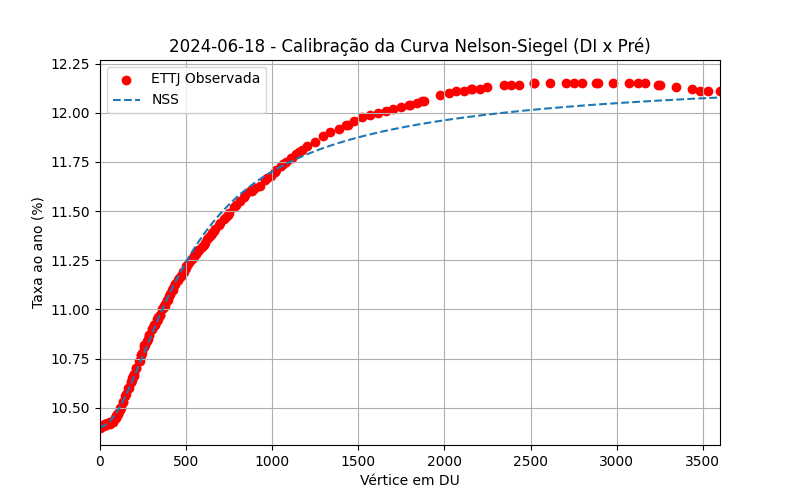 2024-06-18 - Calibração da Curva Nelson-Siegel (DI x Pré)
ETTJ Observada
NSS
Taxa ao ano (%)
12.25
12.00
11.75
11.50
11.25
11.00
10.75
10.50
0 500 1000 1500 2000 2500 3000 3500
Vértice em DU